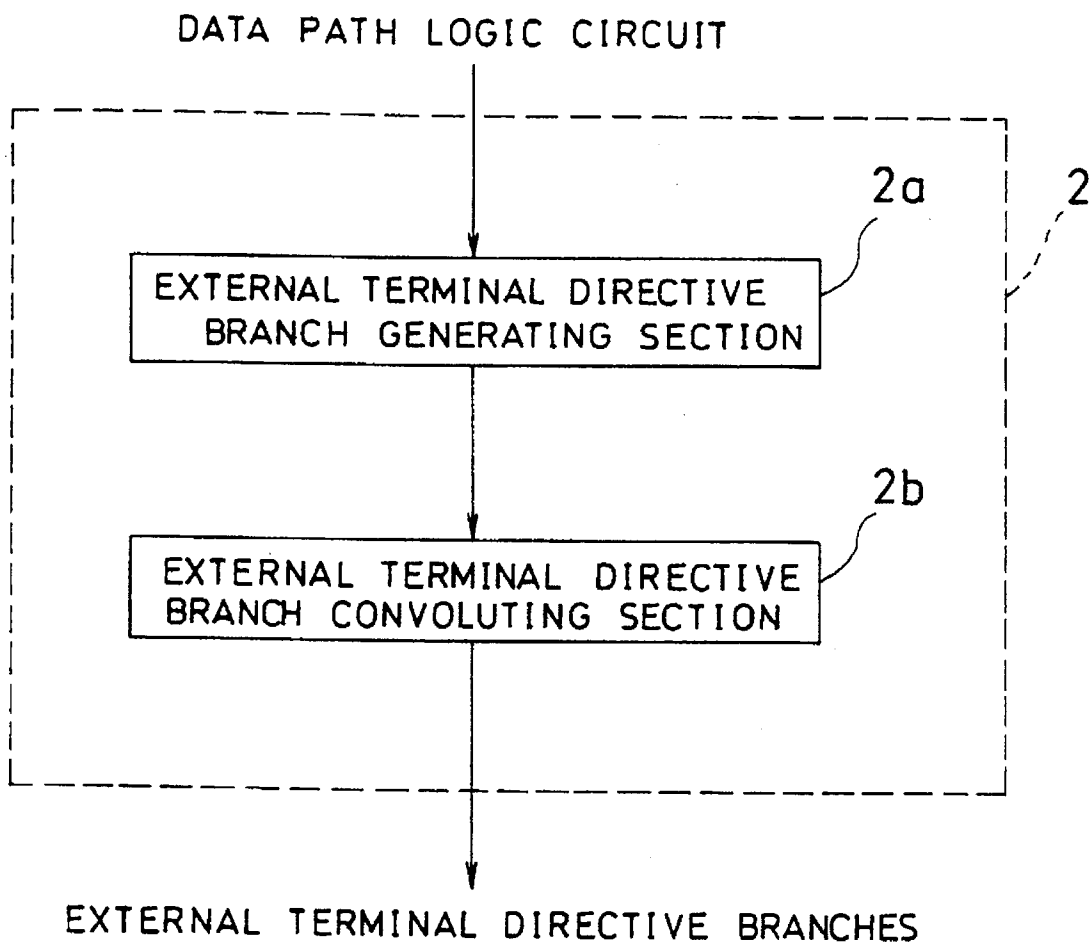 DATA PATH LOGIC CIRCUIT
2a
2
EXTERNAL TERMINAL DIRECTIVE
BRANCH GENERATING SECTION
2b
EXTERNAL TERMINAL DIRECTIVE
BRANCH CONVOLUTING SECTION
EXTERNAL TERMINAL DIRECTIVE BRANCHES